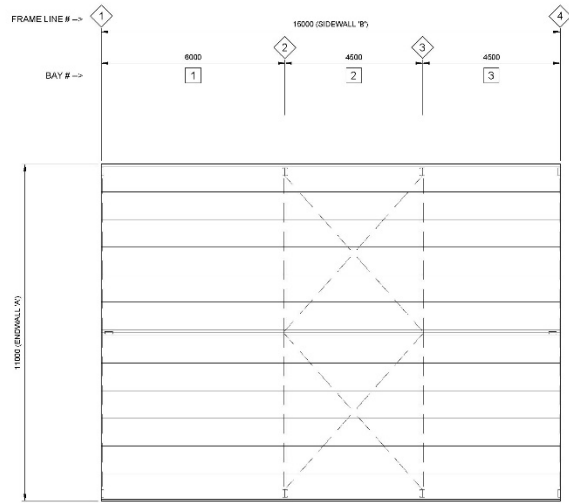 FRAME LINE # -->
1
4
15000 (SIDEWALL 'B')
2
3
6000
4500
4500
BAY # -->
1
2
3
11000 (ENDWALL 'A')